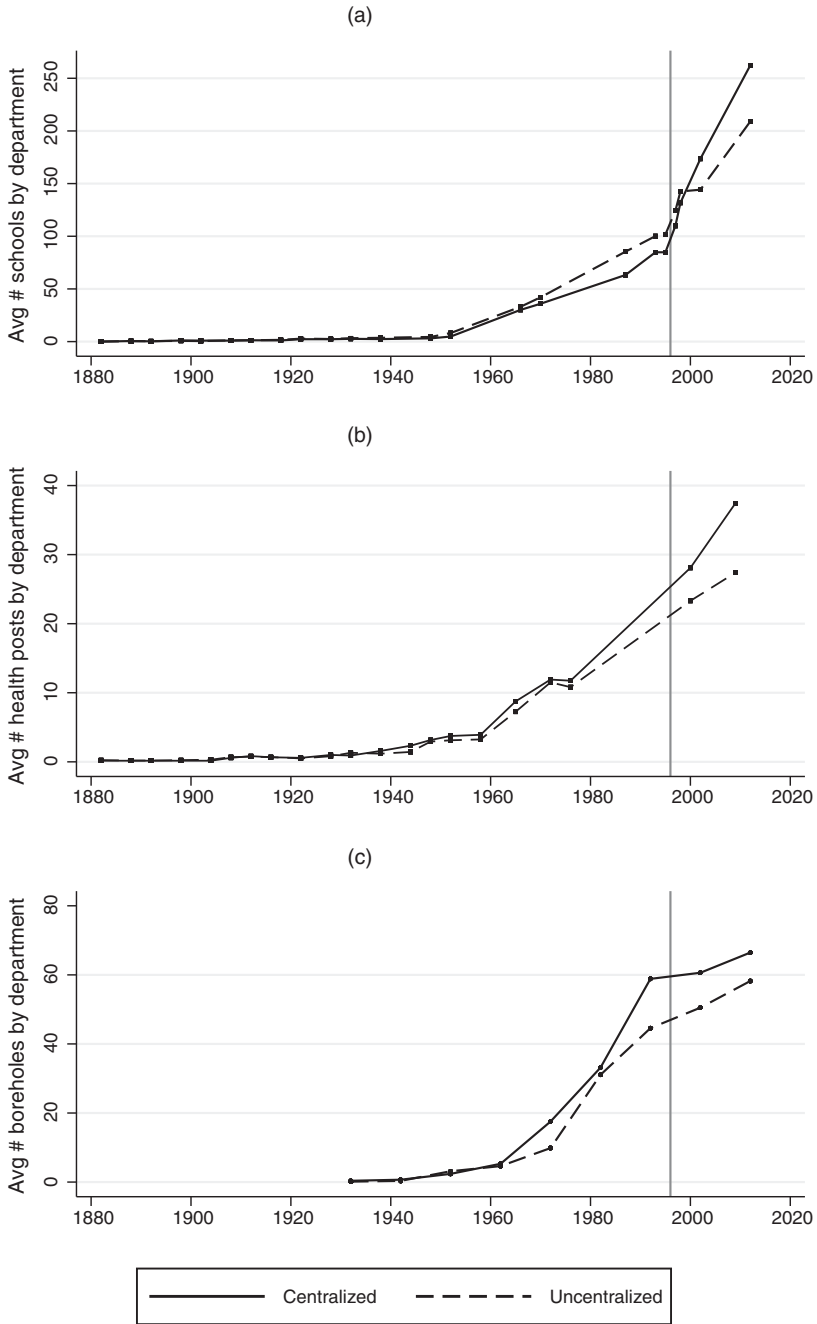 (a)
Avg # schools by department
250
200
150
100
50
0
1880 1900 1920 1940 1960 1980 2000 2020
(b)
Avg # health posts by department
40
30
20
10
0
1880 1900 1920 1940 1960 1980 2000 2020
(c)
Avg # boreholes by department
80
60
40
20
0
1880 1900 1920 1940 1960 1980 2000 2020
Centralized Uncentralized